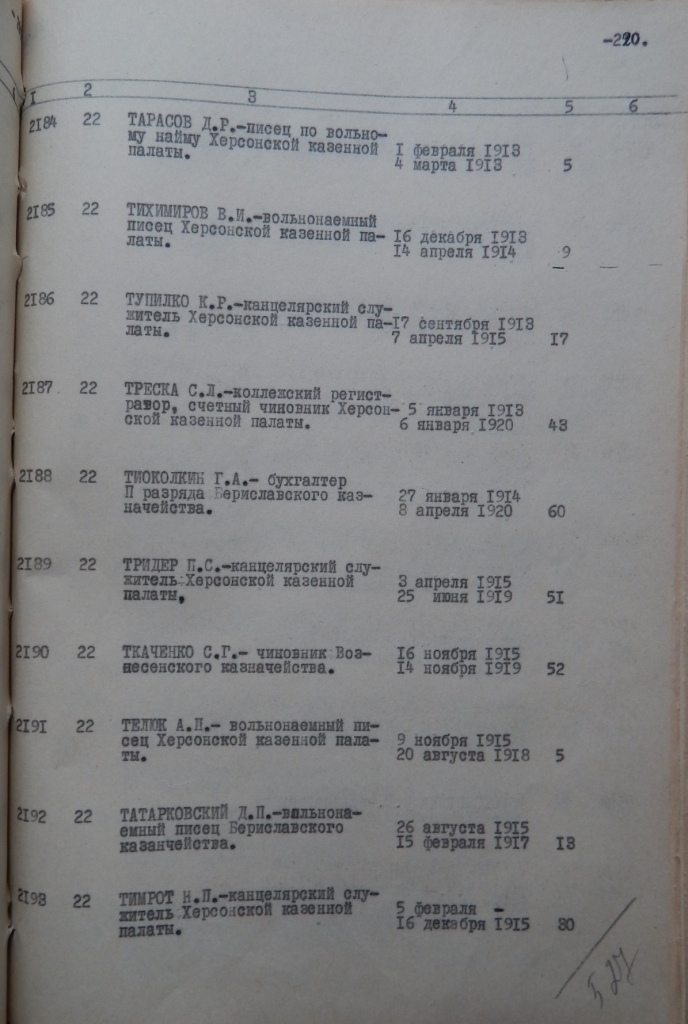 1 2 3 4 5 6
2184 22 ТАРАСОВ Д.Р.-писец по вольно-
му найму Херсонской казенной
палаты. I февраля 1913
4 марта 1913 5
2185 22 ТИХИМИРОВ В.И.-вольнонаемный
писец Херсонской казенной па-
латы. 16 декабря 1913
14 апреля 1914 9
2186 22 ТУПИЛКО К.Р.-канцелярский слу-
житель Херсонской казенной па-
латы. 17 сентября 1913
7 апреля 1915 17
2187 22 ТРЕСКА С.Л.-коллежский регист-
равор, счетный чиновник Херсон-
ской казенной палаты. 5 января 1913
6 января 1920 43
2188 22 ТИОКОЛКИН Г.А.- бухгалтер
II разряда Бериславского каз-
начейства. 27 января 1914
8 апреля 1920 60
2189 22 ТРИДЕР П.С.-канцелярский слу-
житель Херсонской казенной
палаты, 3 апреля 1915
25 июня 1919 51
2190 22 ТКАЧЕНКО С.Г.- чиновник Воз-
несенского казначейства. 16 ноября 1915
14 ноября 1919 52
2191 22 ТЕЛЮК А.П.- вольнонаемный пи-
сец Херсонской казенной пала-
ты. 9 ноября 1915
20 августа 1918 5
2192 22 ТАТАРКОВСКИЙ Д.П.-вальнона-
емный писец Бериславского
казанчейства. 26 августа 1915
15 февраля 1917 13
2193 22 ТИМРОТ Н.П.-канцелярский слу-
житель Херсонской казенной
палаты. 5 февраля -
16 декабря 1915 30